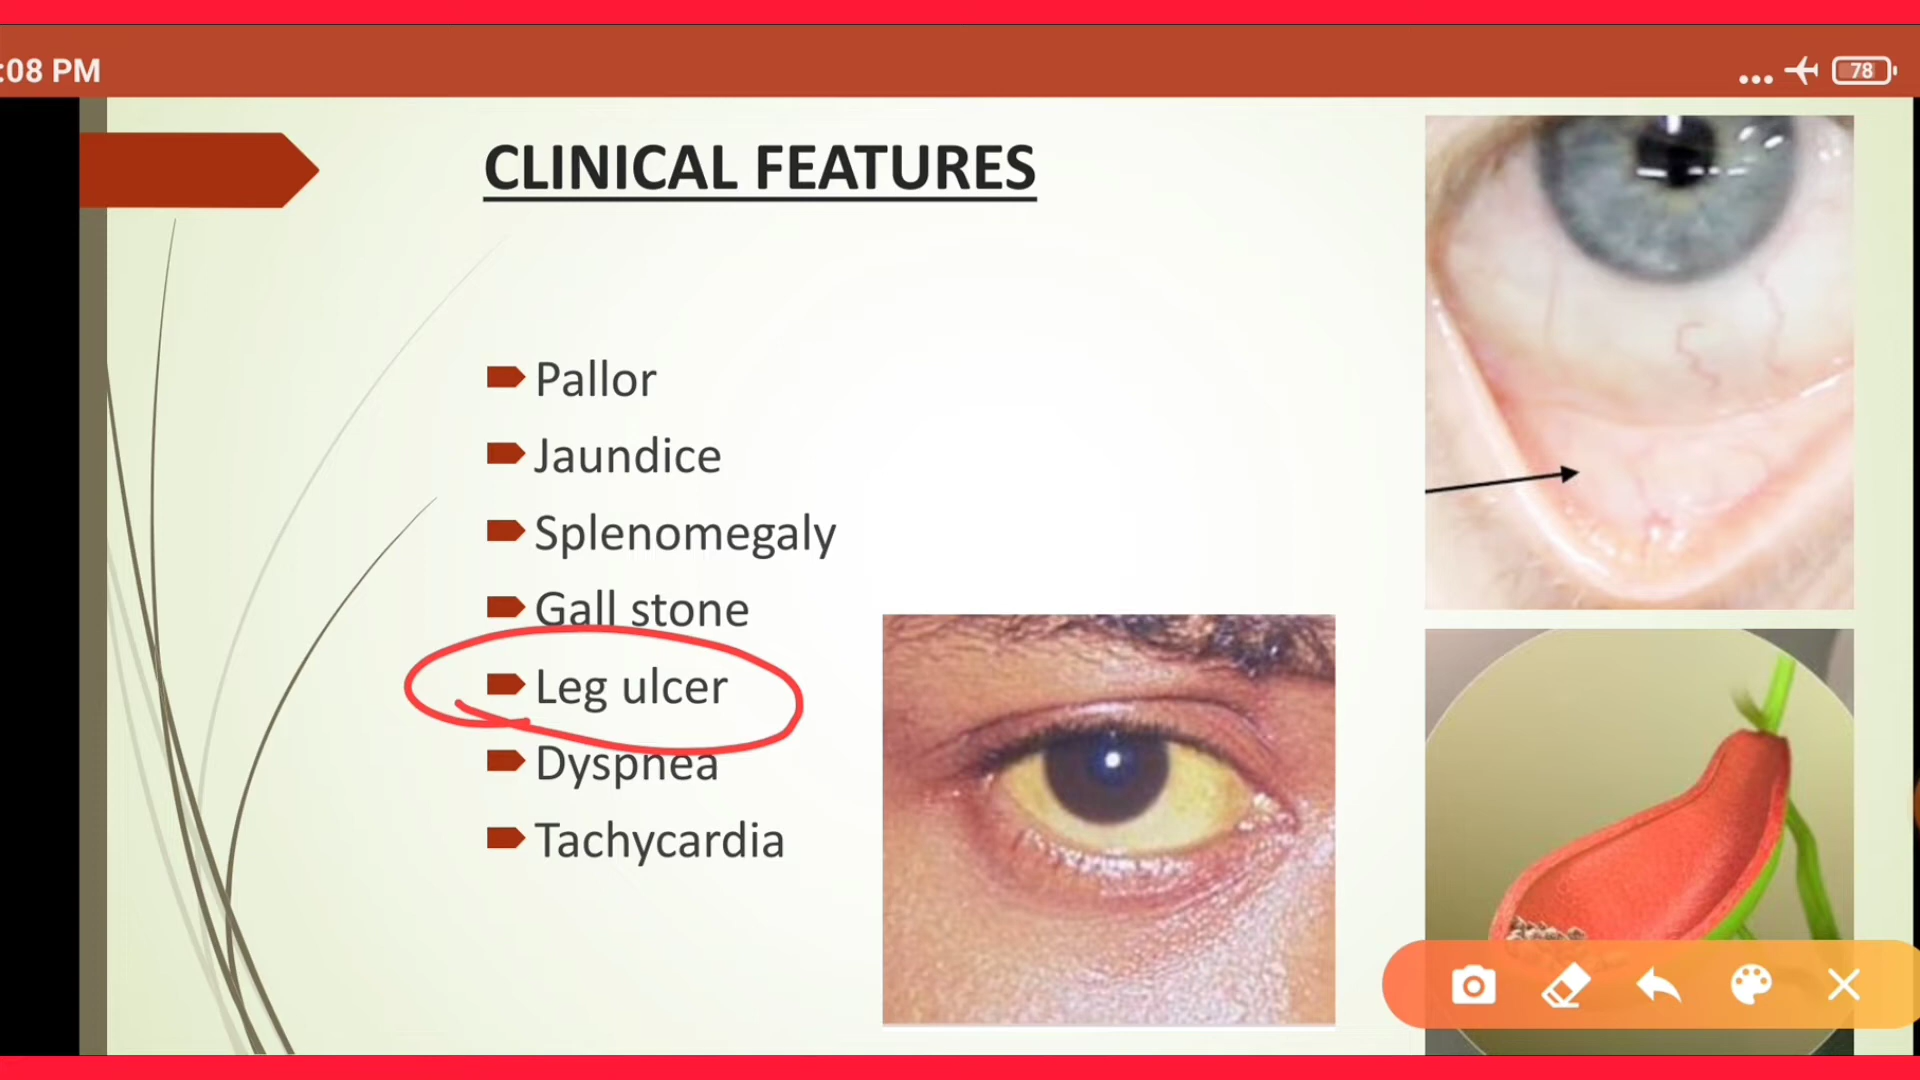 :08 PM
78
CLINICAL FEATURES
Pallor
Jaundice
Splenomegaly
Gall stone
Leg ulcer
Dyspnea
Tachycardia